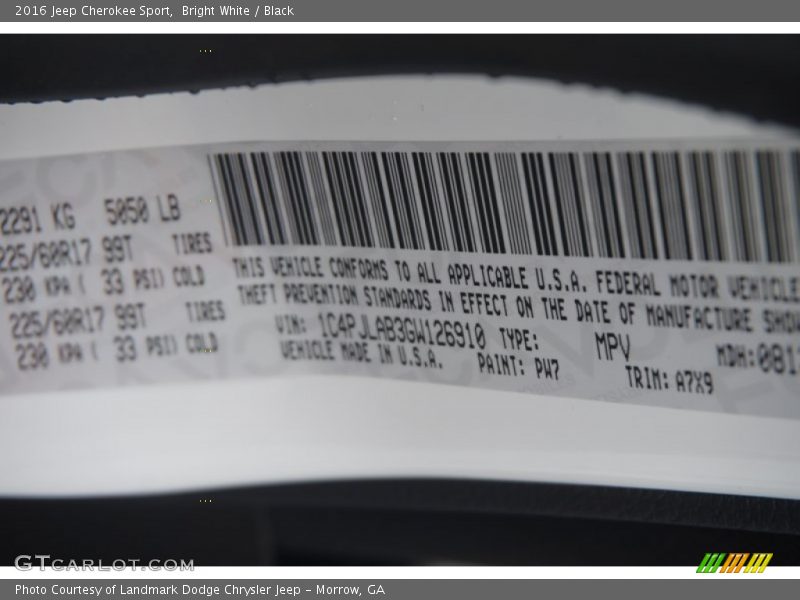 2016 Jeep Cherokee Sport, Bright White / Black
2291 KG 5050 LB
225/60R17 99T TIRES
230 KPA ( 33 PSI) COLD
225/60R17 99T TIRES
230 KPA ( 33 PSI) COLD
THIS VEHICLE CONFORMS TO ALL APPLICABLE U.S.A. FEDERAL MOTOR VEHICLE
THEFT PREVENTION STANDARDS IN EFFECT ON THE DATE OF MANUFACTURE SHOW
VIN: 1C4PJLAB3GW126910 TYPE: MPV MDH: 081
VEHICLE MADE IN U.S.A. PAINT: PW7 TRIM: A7X9
GTCARLOT.COM
Photo Courtesy of Landmark Dodge Chrysler Jeep - Morrow, GA